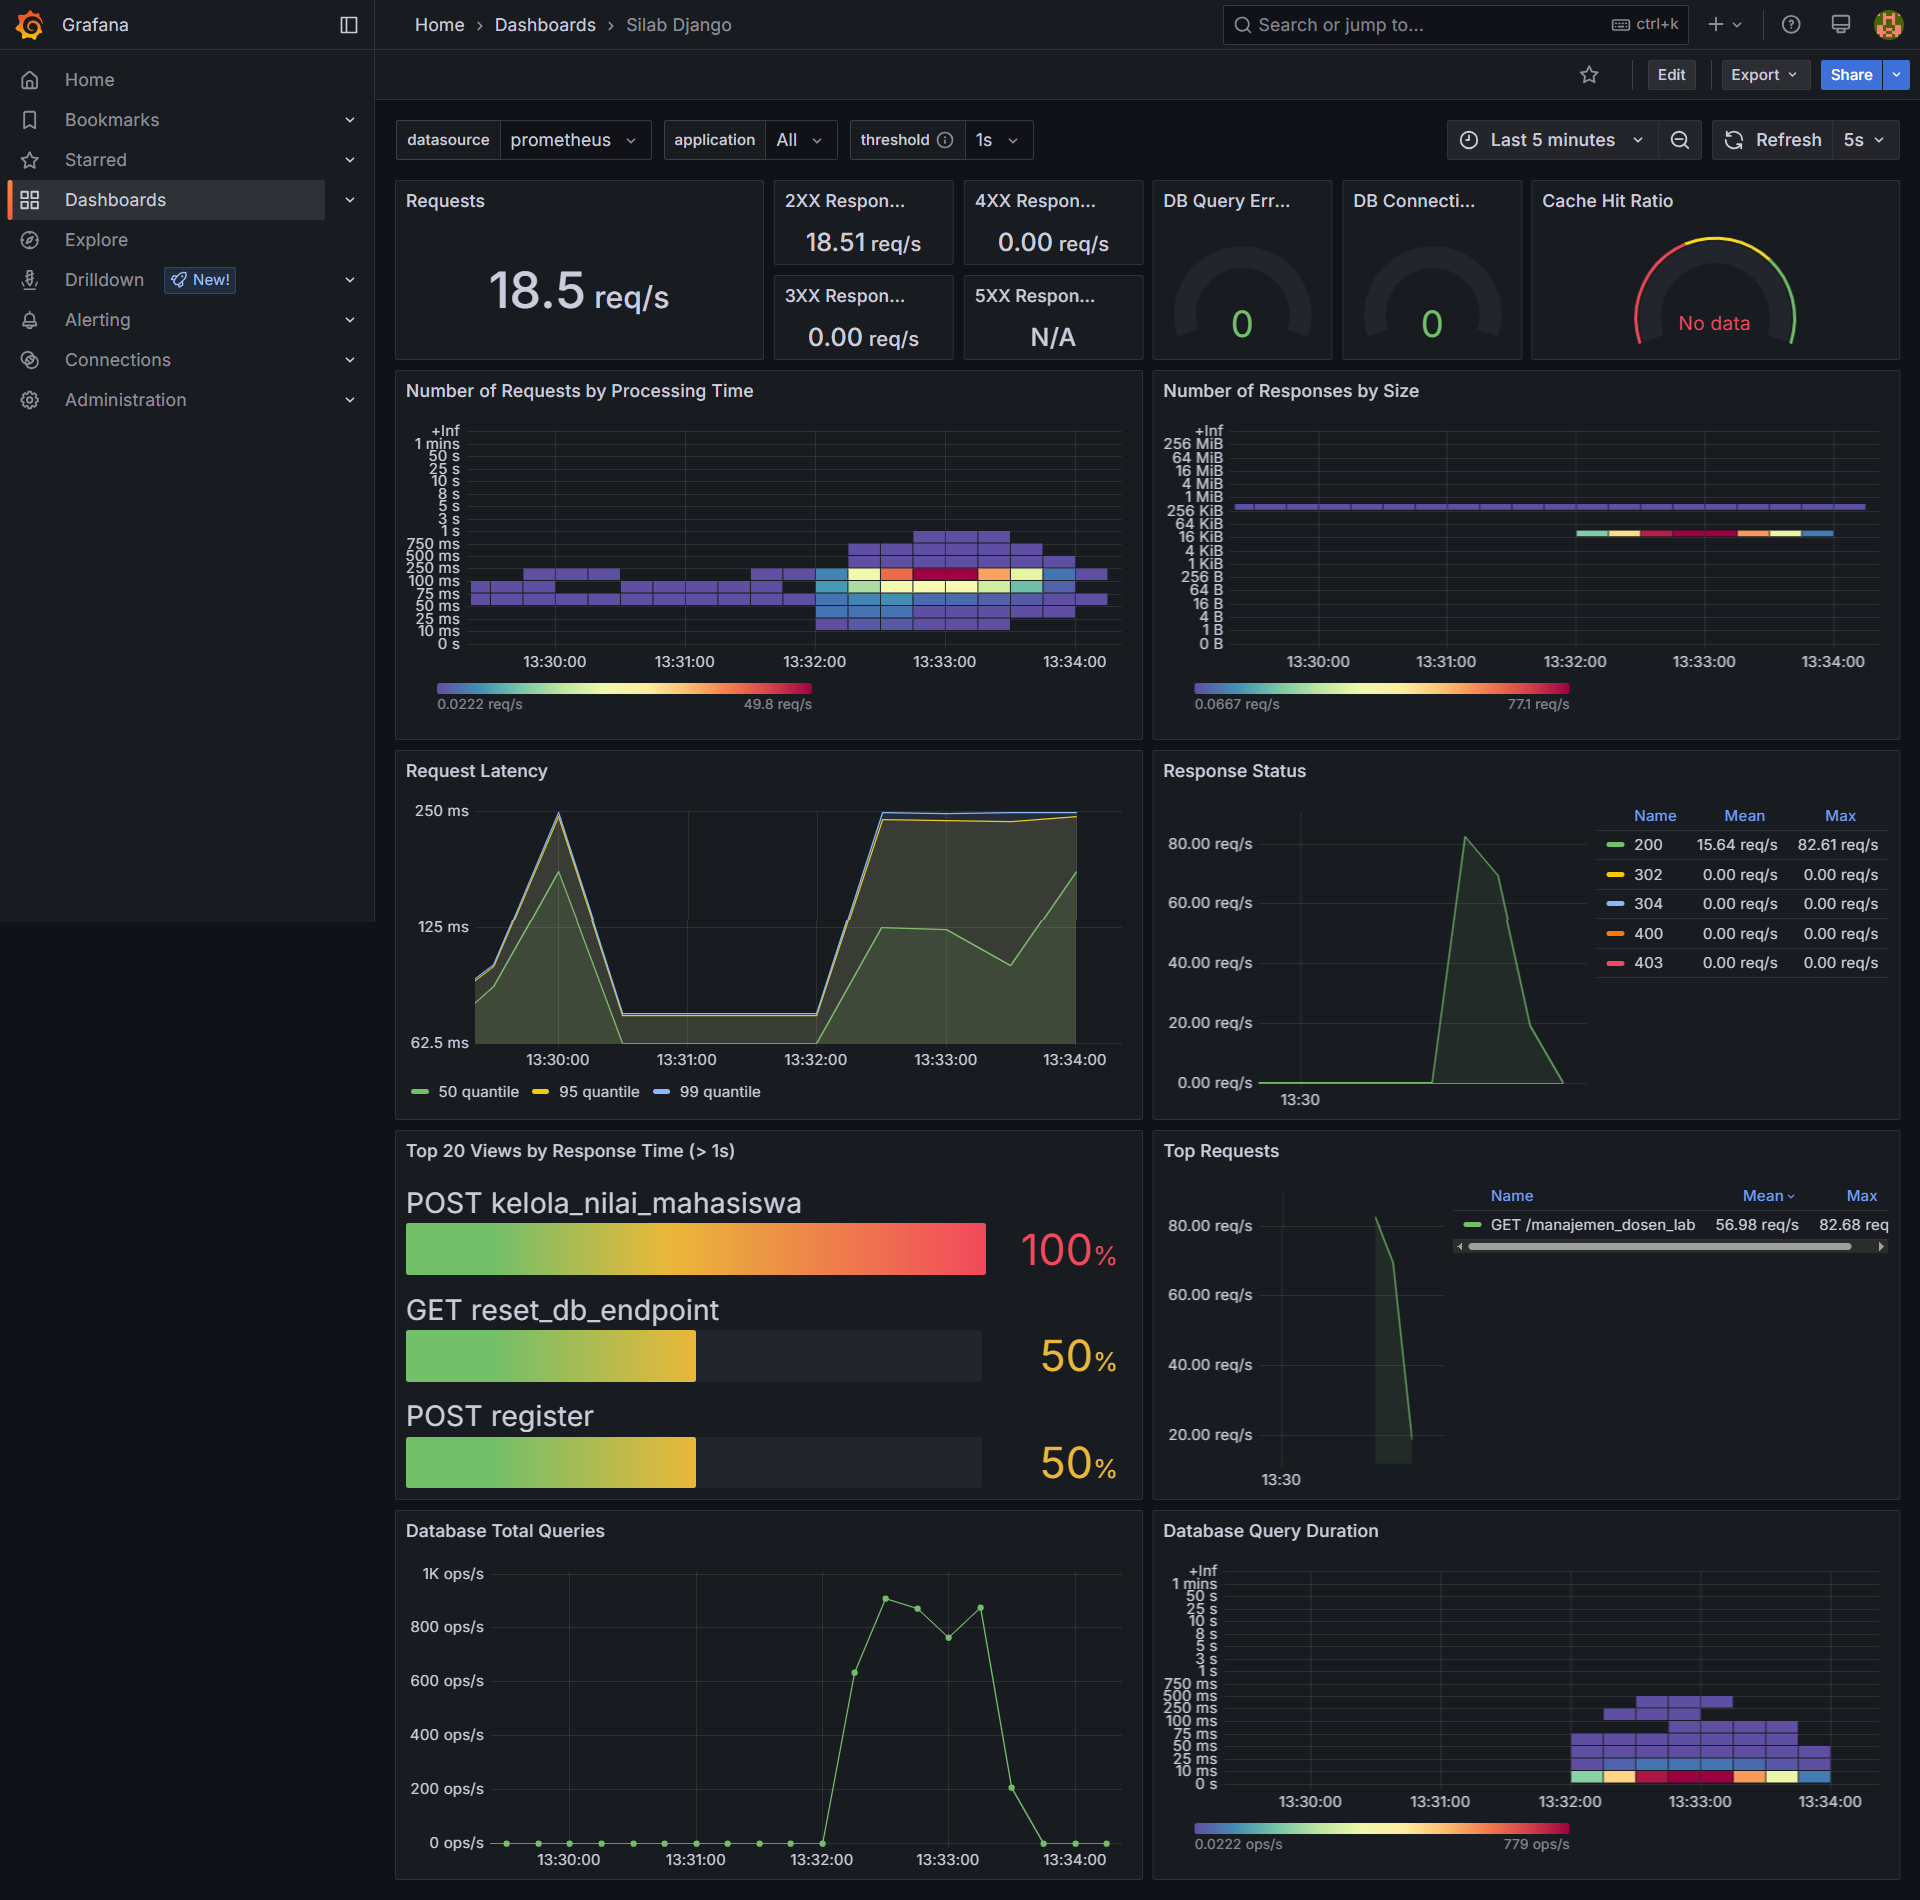 Grafana
Home › Dashboards › Silab Django
Search or jump to...
ctrl+k
Home
Bookmarks
Starred
Dashboards
Explore
Drilldown New!
Alerting
Connections
Administration
Edit
Export
Share
datasource prometheus
application All
threshold 1s
Last 5 minutes
Refresh 5s
Requests
18.5 req/s
2XX Respon...
18.51 req/s
4XX Respon...
0.00 req/s
3XX Respon...
0.00 req/s
5XX Respon...
N/A
DB Query Err...
0
DB Connecti...
0
Cache Hit Ratio
No data
Number of Requests by Processing Time
+Inf
1 mins
50 s
25 s
10 s
8 s
5 s
3 s
1 s
750 ms
500 ms
250 ms
100 ms
75 ms
50 ms
25 ms
10 ms
0 s
13:30:00 13:31:00 13:32:00 13:33:00 13:34:00
0.0222 req/s 49.8 req/s
Number of Responses by Size
+Inf
256 MiB
64 MiB
16 MiB
4 MiB
1 MiB
256 KiB
64 KiB
16 KiB
4 KiB
1 KiB
256 B
64 B
16 B
4 B
1 B
0 B
13:30:00 13:31:00 13:32:00 13:33:00 13:34:00
0.0667 req/s 77.1 req/s
Request Latency
250 ms
125 ms
62.5 ms
13:30:00 13:31:00 13:32:00 13:33:00 13:34:00
50 quantile 95 quantile 99 quantile
Response Status
80.00 req/s
60.00 req/s
40.00 req/s
20.00 req/s
0.00 req/s
13:30
Name Mean Max
200 15.64 req/s 82.61 req/s
302 0.00 req/s 0.00 req/s
304 0.00 req/s 0.00 req/s
400 0.00 req/s 0.00 req/s
403 0.00 req/s 0.00 req/s
Top 20 Views by Response Time (> 1s)
POST kelola_nilai_mahasiswa
100%
GET reset_db_endpoint
50%
POST register
50%
Top Requests
80.00 req/s
60.00 req/s
40.00 req/s
20.00 req/s
13:30
Name Mean Max
GET /manajemen_dosen_lab 56.98 req/s 82.68 req
Database Total Queries
1K ops/s
800 ops/s
600 ops/s
400 ops/s
200 ops/s
0 ops/s
13:30:00 13:31:00 13:32:00 13:33:00 13:34:00
Database Query Duration
+Inf
1 mins
50 s
25 s
10 s
8 s
5 s
3 s
1 s
750 ms
500 ms
250 ms
100 ms
75 ms
50 ms
25 ms
10 ms
0 s
13:30:00 13:31:00 13:32:00 13:33:00 13:34:00
0.0222 ops/s 779 ops/s